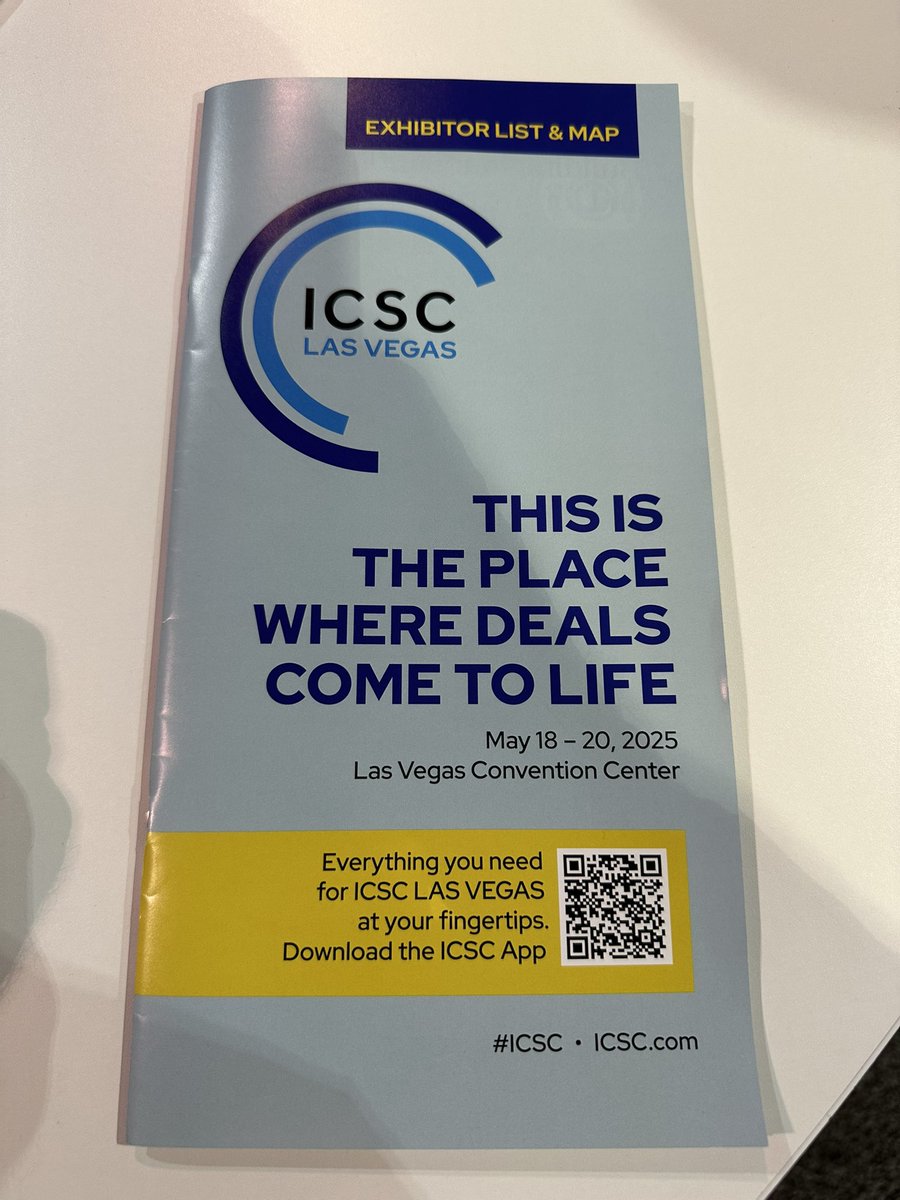 EXHIBITOR LIST & MAP
ICSC
LAS VEGAS
THIS IS
THE PLACE
WHERE DEALS
COME TO LIFE
May 18 – 20, 2025
Las Vegas Convention Center
Everything you need
for ICSC LAS VEGAS
at your fingertips.
Download the ICSC App
#ICSC • ICSC.com